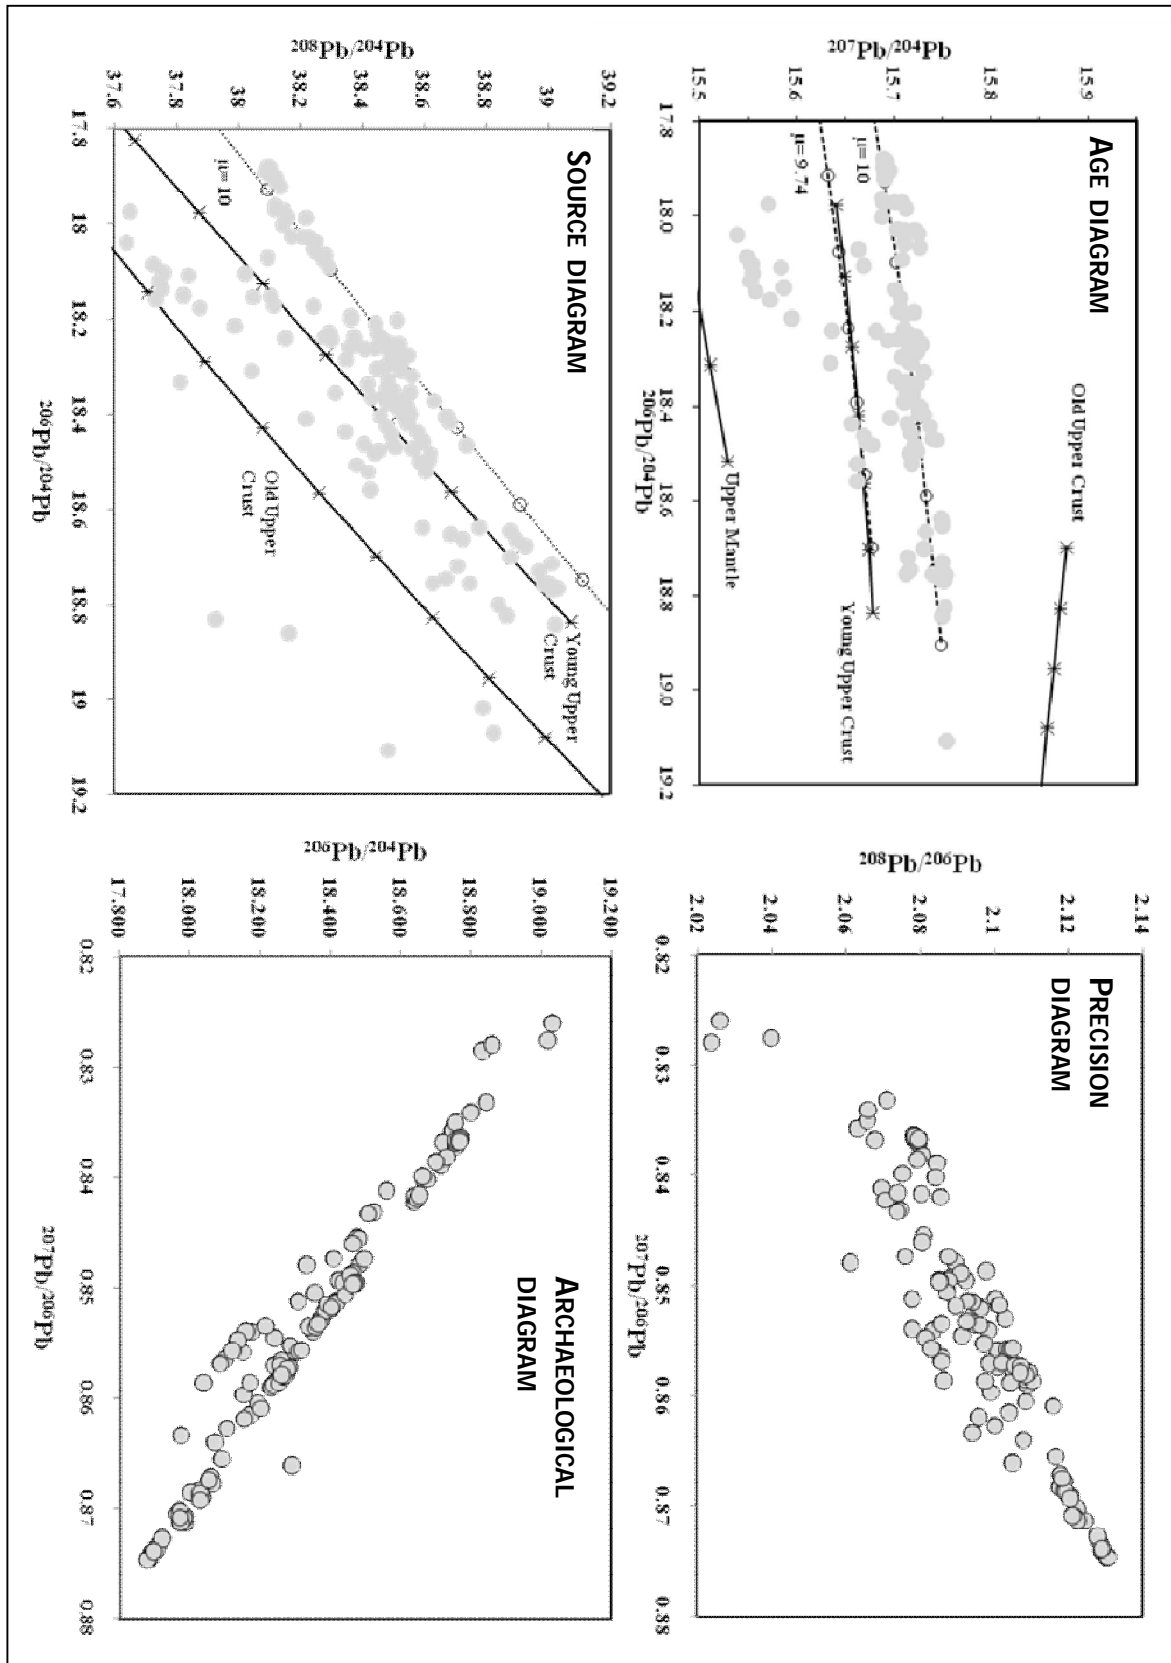 AGE DIAGRAM
²⁰⁷Pb/²⁰⁴Pb
15.9
15.8
15.7
15.6
15.5
17.8
18.0
18.2
18.4
18.6
18.8
19.0
19.2
²⁰⁶Pb/²⁰⁴Pb
Old Upper Crust
μ= 10
μ= 9.74
Young Upper Crust
Upper Mantle
PRECISION
DIAGRAM
²⁰⁸Pb/²⁰⁶Pb
2.14
2.12
2.1
2.08
2.06
2.04
2.02
0.82
0.83
0.84
0.85
0.86
0.87
0.88
²⁰⁷Pb/²⁰⁶Pb
SOURCE DIAGRAM
²⁰⁸Pb/²⁰⁴Pb
39.2
39
38.8
38.6
38.4
38.2
38
37.8
37.6
17.8
18
18.2
18.4
18.6
18.8
19
19.2
²⁰⁶Pb/²⁰⁴Pb
μ= 10
Young Upper
Crust
Old Upper
Crust
ARCHAEOLOGICAL
DIAGRAM
²⁰⁶Pb/²⁰⁴Pb
19.200
19.000
18.800
18.600
18.400
18.200
18.000
17.800
0.82
0.83
0.84
0.85
0.86
0.87
0.88
²⁰⁷Pb/²⁰⁶Pb